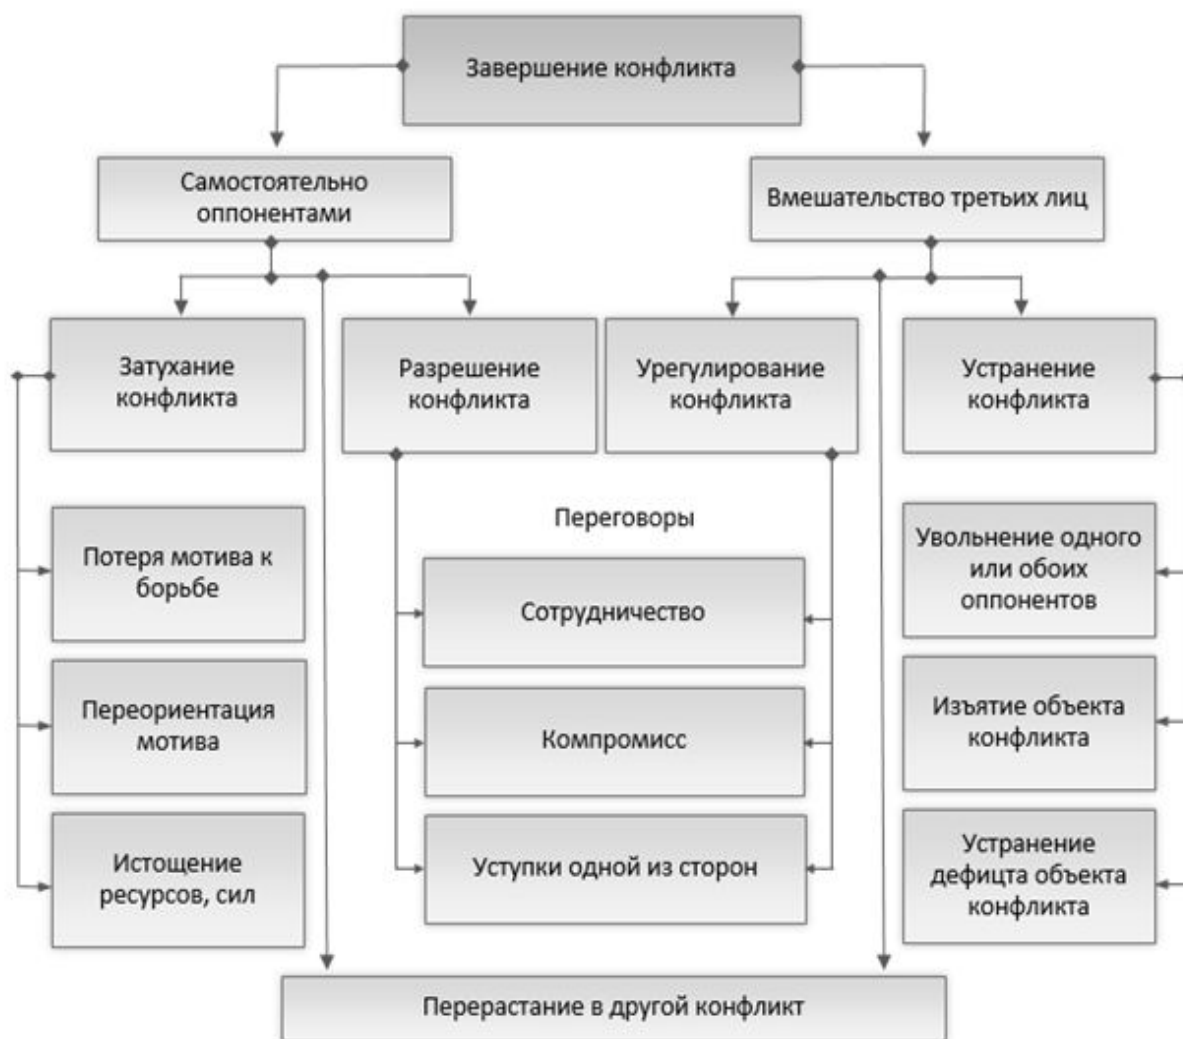 Завершение конфликта
Самостоятельно
оппонентами
Вмешательство третьих лиц
Затухание
конфликта
Разрешение
конфликта
Урегулирование
конфликта
Устранение
конфликта
Переговоры
Потеря мотива к
борьбе
Переориентация
мотива
Истощение
ресурсов, сил
Сотрудничество
Компромисс
Уступки одной из сторон
Увольнение одного
или обоих
оппонентов
Изъятие объекта
конфликта
Устранение
дефицта объекта
конфликта
Перерастание в другой конфликт